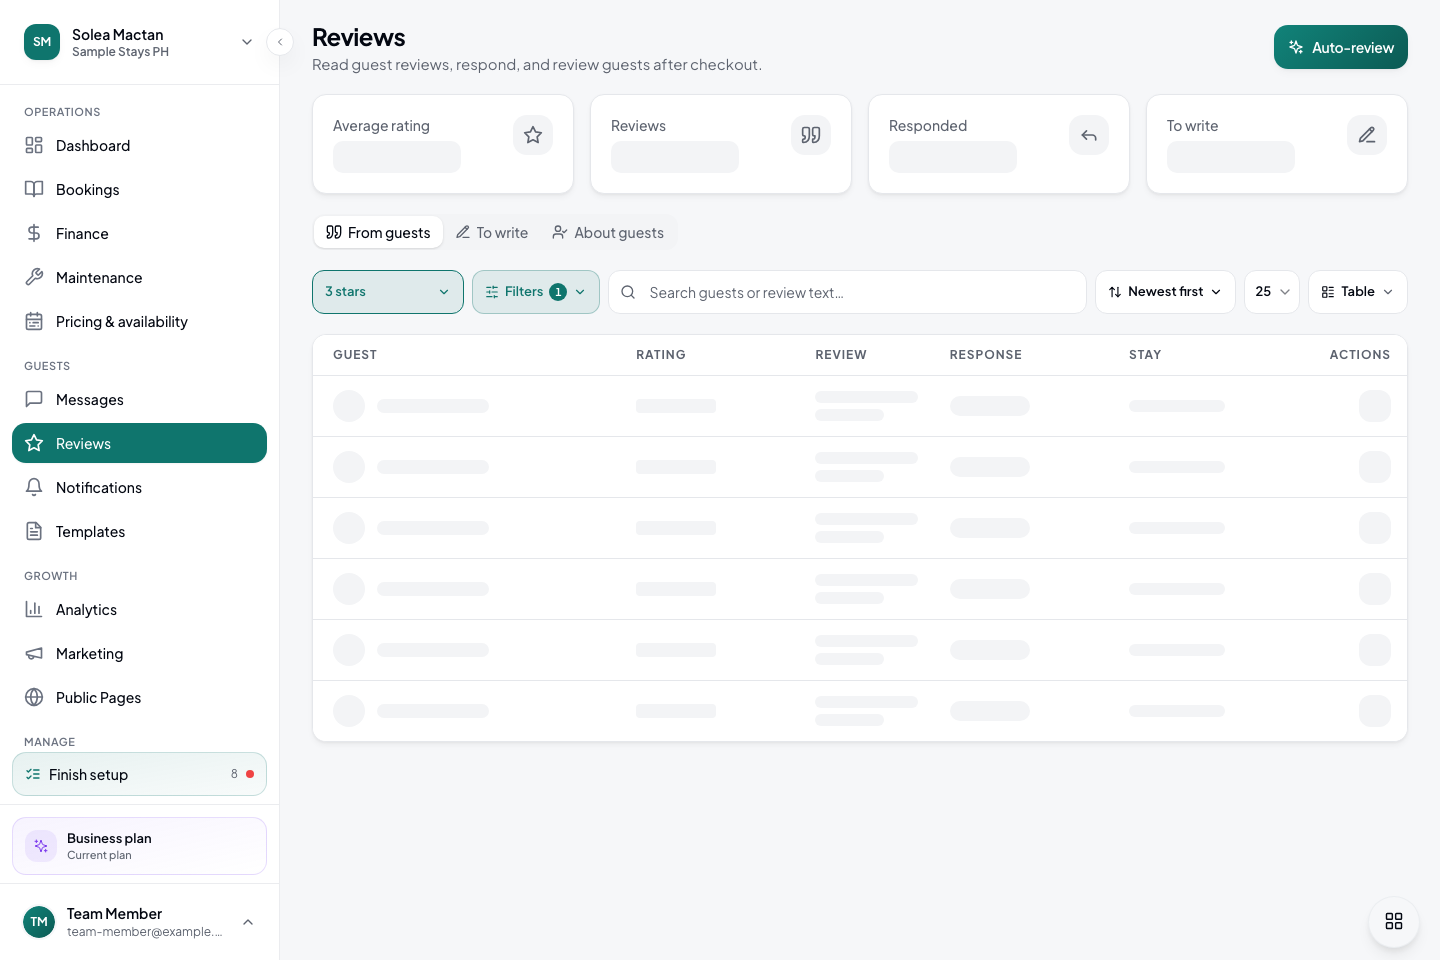 SM
Solea Mactan
Sample Stays PH
OPERATIONS
Dashboard
Bookings
Finance
Maintenance
Pricing & availability
GUESTS
Messages
Reviews
Notifications
Templates
GROWTH
Analytics
Marketing
Public Pages
MANAGE
Finish setup
8
Business plan
Current plan
TM
Team Member
team-member@example....
Reviews
Read guest reviews, respond, and review guests after checkout.
Auto-review
Average rating
Reviews
Responded
To write
From guests
To write
About guests
3 stars
Filters 1
Search guests or review text...
Newest first
25
Table
GUEST RATING REVIEW RESPONSE STAY ACTIONS